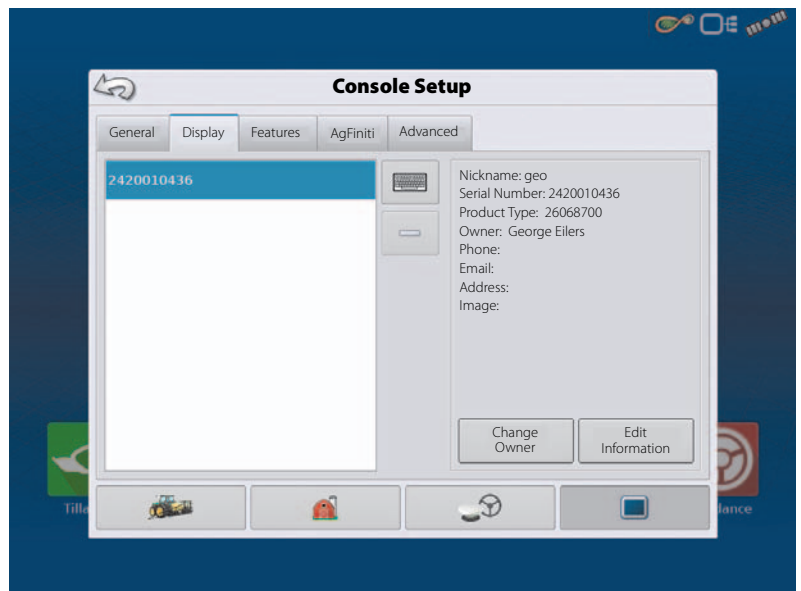 Console Setup
General
Display
Features
AgFiniti
Advanced
2420010436
Nickname: geo
Serial Number: 2420010436
Product Type: 26068700
Owner: George Eilers
Phone:
Email:
Address:
Image:
Change
Owner
Edit
Information
Tilla
dance